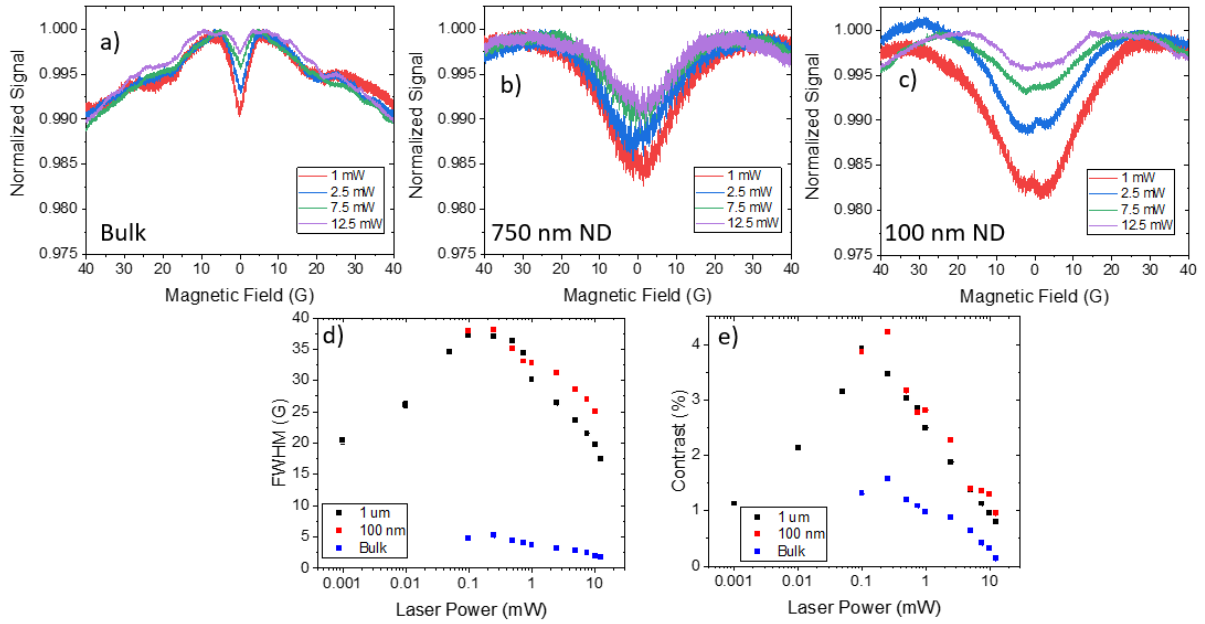 a)
1.000
0.995
0.990
0.985
0.980
0.975
Normalized Signal
1 mW
2.5 mW
7.5 mW
12.5 mW
Bulk
40 30 20 10 0 10 20 30 40
Magnetic Field (G)
b)
1.000
0.995
0.990
0.985
0.980
0.975
Normalized Signal
1 mW
2.5 mW
7.5 mW
12.5 mW
750 nm ND
40 30 20 10 0 10 20 30 40
Magnetic Field (G)
c)
1.000
0.995
0.990
0.985
0.980
0.975
Normalized Signal
1 mW
2.5 mW
7.5 mW
12.5 mW
100 nm ND
40 30 20 10 0 10 20 30 40
Magnetic Field (G)
d)
40
35
30
25
20
15
10
5
0
FWHM (G)
1 um
100 nm
Bulk
0.001 0.01 0.1 1 10
Laser Power (mW)
e)
4
3
2
1
0
Contrast (%)
1 um
100 nm
Bulk
0.001 0.01 0.1 1 10
Laser Power (mW)